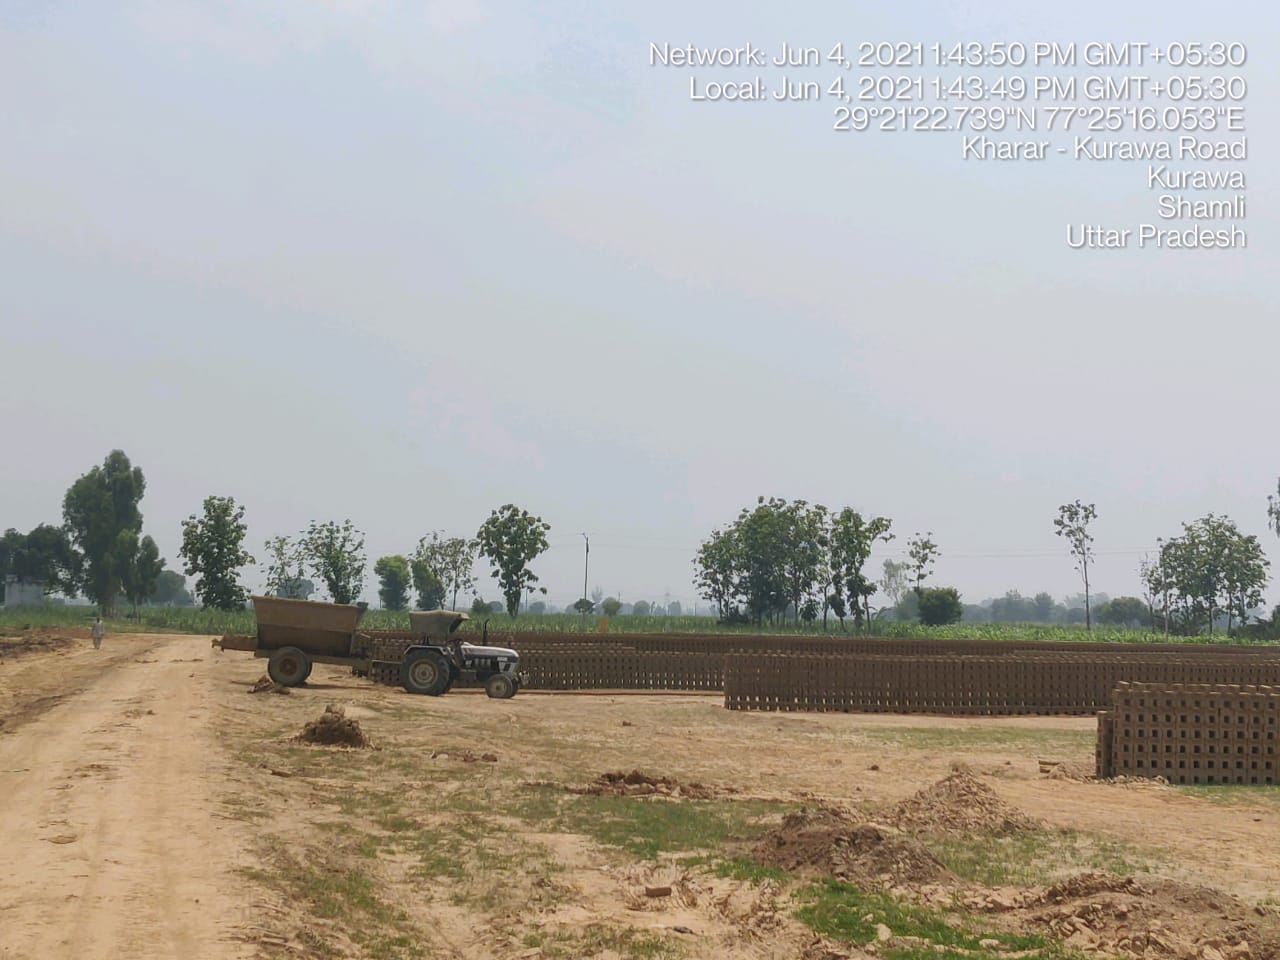 Network: Jun 4, 2021 1:43:50 PM GMT+05:30
Local: Jun 4, 2021 1:43:49 PM GMT+05:30
29°21'22.739"N 77°25'16.053"E
Kharar - Kurawa Road
Kurawa
Shamli
Uttar Pradesh